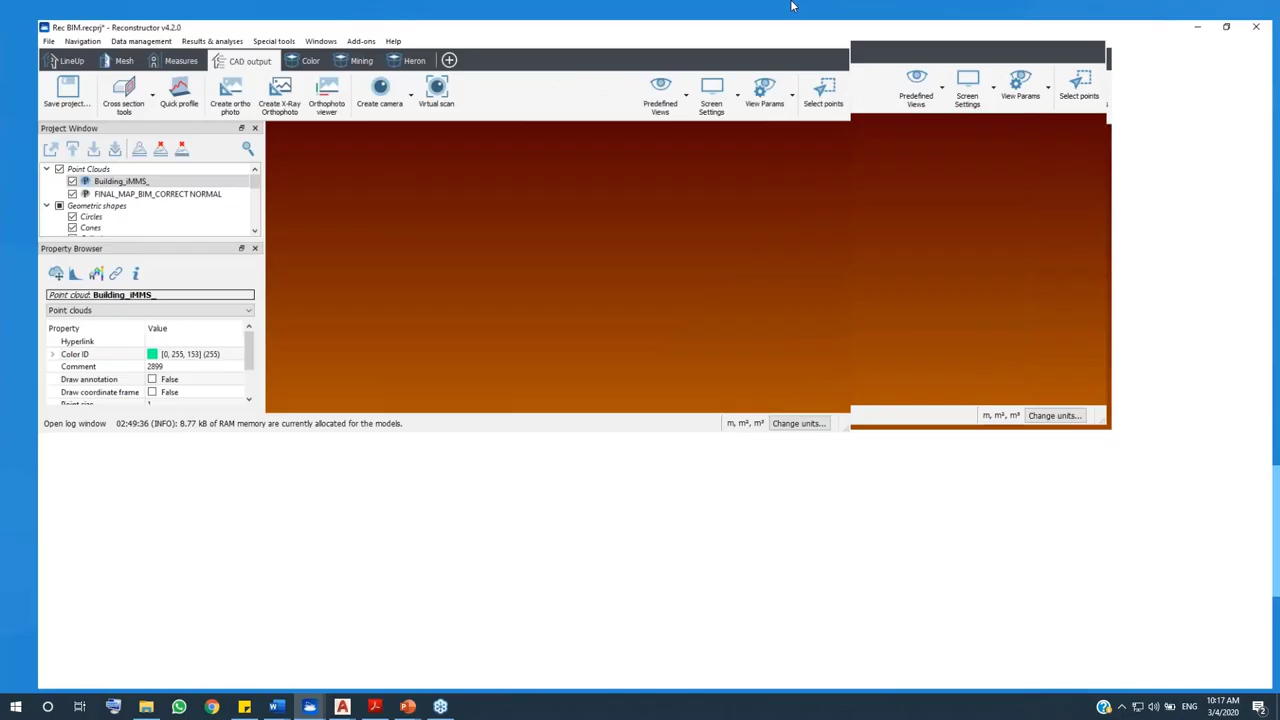 Rec BIM.recprj* - Reconstructor v4.2.0
File Navigation Data management Results & analyses Special tools Windows Add-ons Help
LineUp Mesh Measures CAD output Color Mining Heron
Save project... Cross section tools Quick profile Create ortho photo Create X-Ray Orthophoto Orthophoto viewer Create camera Virtual scan Predefined Views Screen Settings View Params Select points
Predefined Views Screen Settings View Params Select points
Project Window
Point Clouds
Building_iMMS_
FINAL_MAP_BIM_CORRECT NORMAL
Geometric shapes
Circles
Cones
Property Browser
Point cloud: Building_iMMS_
Point clouds
Property Value
Hyperlink
Color ID [0, 255, 153] (255)
Comment 2899
Draw annotation False
Draw coordinate frame False
Open log window 02:49:36 (INFO): 8.77 kB of RAM memory are currently allocated for the models. m, m², m³ Change units...
m, m², m³ Change units...
ENG
10:17 AM
3/4/2020
2